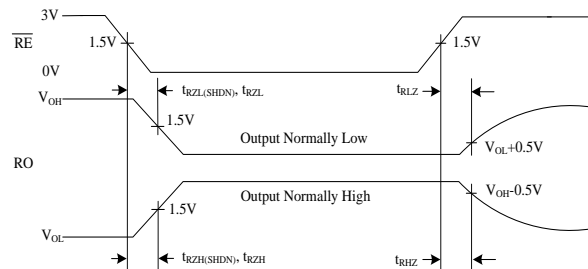 3V
1.5V
1.5V
RE
0V
tRZL(SHDN), tRZL
tRLZ
VOH
1.5V
Output Normally Low
VOL+0.5V
RO
Output Normally High
VOH-0.5V
1.5V
VOL
tRZH(SHDN), tRZH
tRHZ